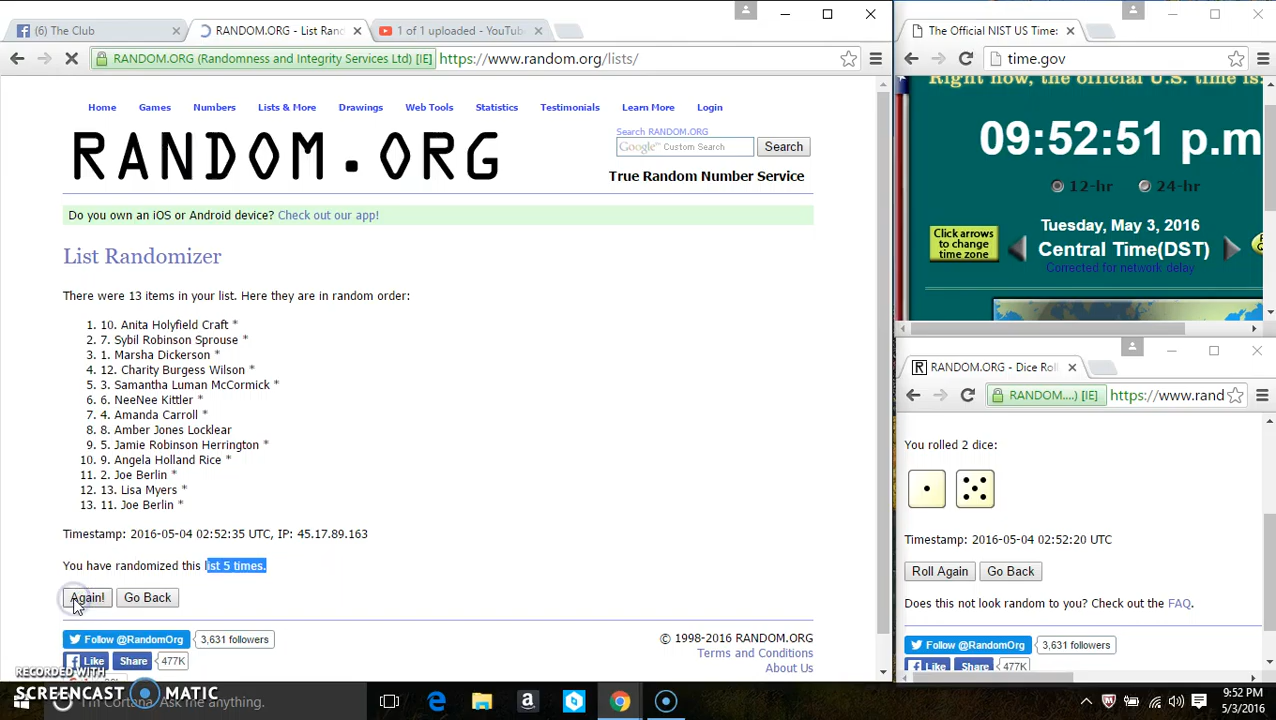 (6) The Club
RANDOM.ORG - List Ran
1 of 1 uploaded - YouTub
RANDOM.ORG (Randomness and Integrity Services Ltd) [IE]
https://www.random.org/lists/
Home Games Numbers Lists & More Drawings Web Tools Statistics Testimonials Learn More Login
RANDOM.ORG
Search RANDOM.ORG
Google™ Custom Search
Search
True Random Number Service
Do you own an iOS or Android device? Check out our app!
List Randomizer
There were 13 items in your list. Here they are in random order:
1. 10. Anita Holyfield Craft *
2. 7. Sybil Robinson Sprouse *
3. 1. Marsha Dickerson *
4. 12. Charity Burgess Wilson *
5. 3. Samantha Luman McCormick *
6. 6. NeeNee Kittler *
7. 4. Amanda Carroll *
8. 8. Amber Jones Locklear
9. 5. Jamie Robinson Herrington *
10. 9. Angela Holland Rice *
11. 2. Joe Berlin *
12. 13. Lisa Myers *
13. 11. Joe Berlin *
Timestamp: 2016-05-04 02:52:35 UTC, IP: 45.17.89.163
You have randomized this list 5 times.
Again! Go Back
Follow @RandomOrg 3,631 followers
Like Share 477K
© 1998-2016 RANDOM.ORG
Terms and Conditions
About Us
The Official NIST US Time:
time.gov
Right now, the official U.S. time is:
09:52:51 p.m
12-hr 24-hr
Click arrows
to change
time zone
Tuesday, May 3, 2016
Central Time(DST)
Corrected for network delay
RANDOM.ORG - Dice Roll
RANDOM....) [IE] https://www.rand
You rolled 2 dice:
Timestamp: 2016-05-04 02:52:20 UTC
Roll Again Go Back
Does this not look random to you? Check out the FAQ.
Follow @RandomOrg 3,631 followers
Like Share 477K
RECORDED WITH
SCREENCAST MATIC
I'm Cortana. Ask me anything.
9:52 PM
5/3/2016